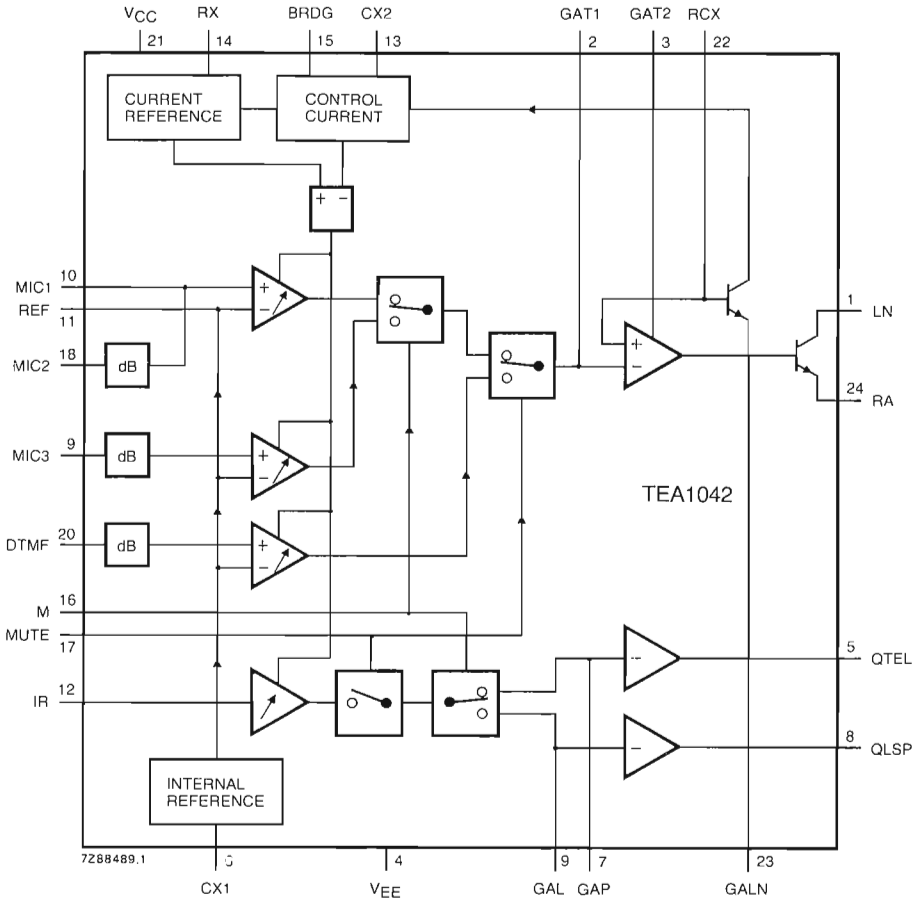 VCC RX BRDG CX2 GAT1 GAT2 RCX
21 14 15 13 2 3 22
CURRENT
REFERENCE
CONTROL
CURRENT
+ −
10
MIC1
+
REF
−
11
18
MIC2
dB
1
LN
+
−
24
RA
9
MIC3
dB
+
−
TEA1042
20
DTMF
dB
+
−
16
M
MUTE
17
5
QTEL
−
12
IR
8
QLSP
−
INTERNAL
REFERENCE
7Z88489.1
4 9 7 23
CX1 VEE GAL GAP GALN